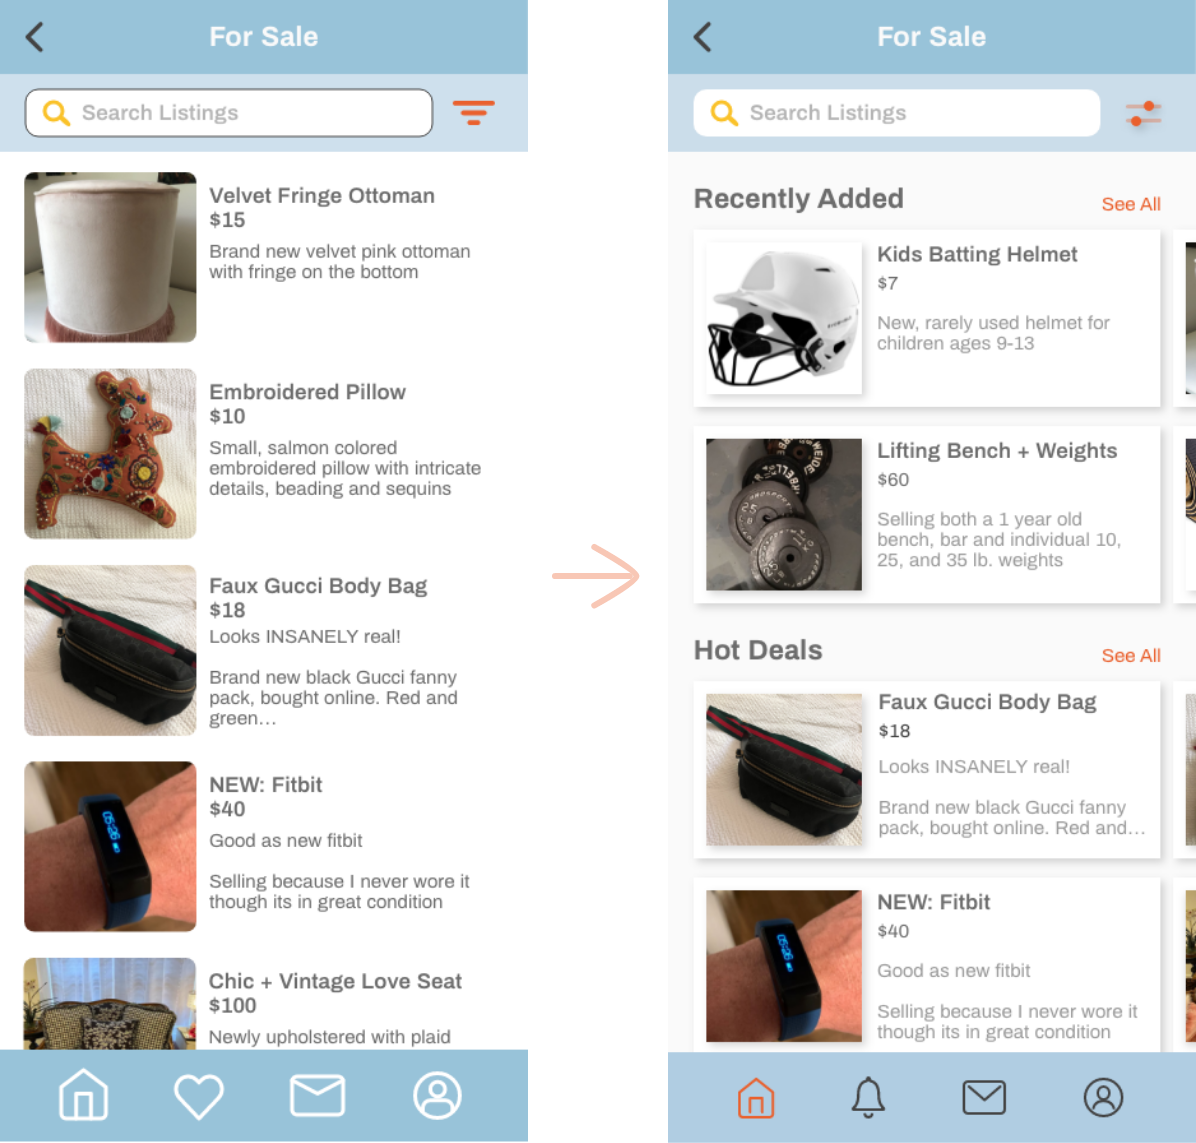 For Sale
Search Listings
Velvet Fringe Ottoman
$15
Brand new velvet pink ottoman
with fringe on the bottom
Embroidered Pillow
$10
Small, salmon colored
embroidered pillow with intricate
details, beading and sequins
Faux Gucci Body Bag
$18
Looks INSANELY real!
Brand new black Gucci fanny
pack, bought online. Red and
green...
NEW: Fitbit
$40
Good as new fitbit
Selling because I never wore it
though its in great condition
Chic + Vintage Love Seat
$100
Newly upholstered with plaid
For Sale
Search Listings
Recently Added
See All
Kids Batting Helmet
$7
New, rarely used helmet for
children ages 9-13
Lifting Bench + Weights
$60
Selling both a 1 year old
bench, bar and individual 10,
25, and 35 lb. weights
Hot Deals
See All
Faux Gucci Body Bag
$18
Looks INSANELY real!
Brand new black Gucci fanny
pack, bought online. Red and...
NEW: Fitbit
$40
Good as new fitbit
Selling because I never wore it
though its in great condition